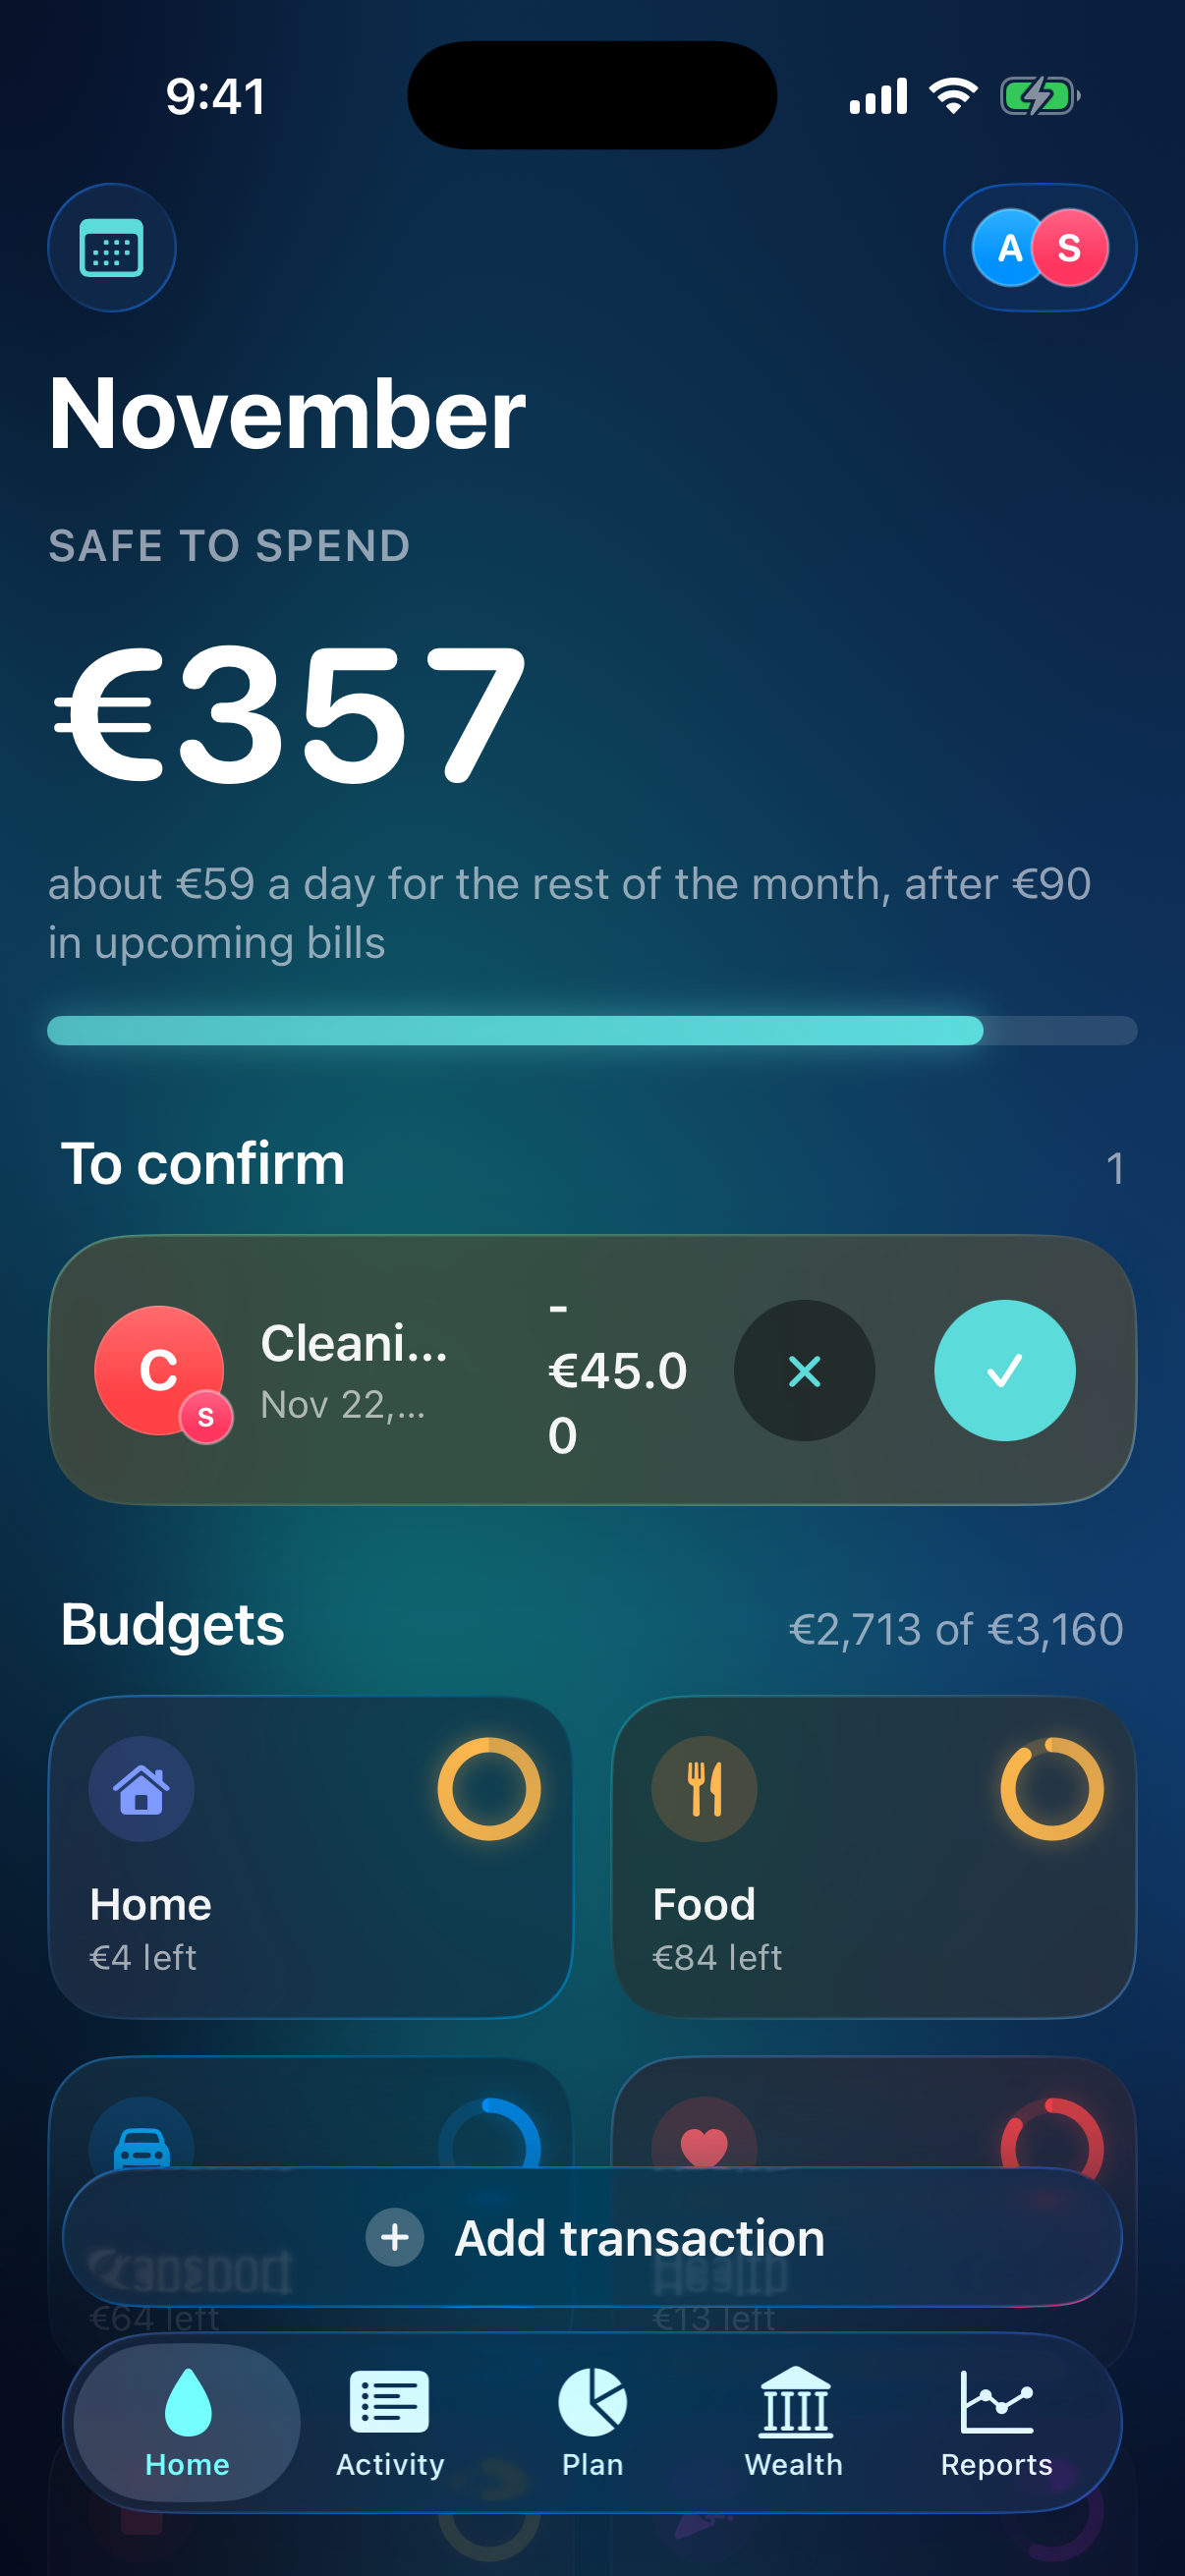 9:41
A S
November
SAFE TO SPEND
€357
about €59 a day for the rest of the month, after €90
in upcoming bills
To confirm 1
C
S
Cleani...
Nov 22,...
-
€45.0
0
Budgets €2,713 of €3,160
Home
€4 left
Food
€84 left
Add transaction
Transport
Health
€64 left
€13 left
Home Activity Plan Wealth Reports